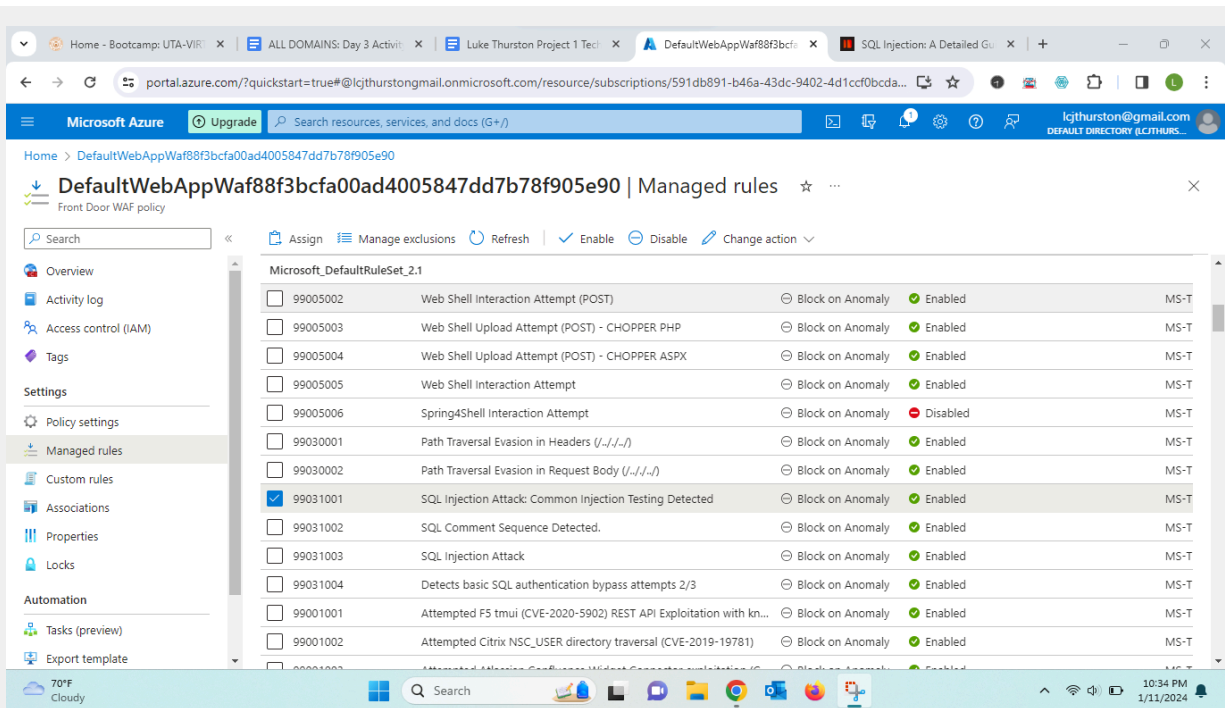 Home - Bootcamp: UTA-VIR
ALL DOMAINS: Day 3 Activit
Luke Thurston Project 1 Tech
DefaultWebAppWaf88f3bcfa
SQL Injection: A Detailed Gu
portal.azure.com/?quickstart=true#@lcjthurstongmail.onmicrosoft.com/resource/subscriptions/591db891-b46a-43dc-9402-4d1ccf0bcda...
L
Microsoft Azure
Upgrade
Search resources, services, and docs (G+/)
1
lcjthurston@gmail.com
DEFAULT DIRECTORY (LCJTHURS...
Home > DefaultWebAppWaf88f3bcfa00ad4005847dd7b78f905e90
DefaultWebAppWaf88f3bcfa00ad4005847dd7b78f905e90 | Managed rules
Front Door WAF policy
Search
Assign Manage exclusions Refresh Enable Disable Change action
Overview
Activity log
Access control (IAM)
Tags
Settings
Policy settings
Managed rules
Custom rules
Associations
Properties
Locks
Automation
Tasks (preview)
Export template
Microsoft_DefaultRuleSet_2.1
99005002 Web Shell Interaction Attempt (POST) Block on Anomaly Enabled MS-T
99005003 Web Shell Upload Attempt (POST) - CHOPPER PHP Block on Anomaly Enabled MS-T
99005004 Web Shell Upload Attempt (POST) - CHOPPER ASPX Block on Anomaly Enabled MS-T
99005005 Web Shell Interaction Attempt Block on Anomaly Enabled MS-T
99005006 Spring4Shell Interaction Attempt Block on Anomaly Disabled MS-T
99030001 Path Traversal Evasion in Headers (/.././../) Block on Anomaly Enabled MS-T
99030002 Path Traversal Evasion in Request Body (/.././../) Block on Anomaly Enabled MS-T
99031001 SQL Injection Attack: Common Injection Testing Detected Block on Anomaly Enabled MS-T
99031002 SQL Comment Sequence Detected. Block on Anomaly Enabled MS-T
99031003 SQL Injection Attack Block on Anomaly Enabled MS-T
99031004 Detects basic SQL authentication bypass attempts 2/3 Block on Anomaly Enabled MS-T
99001001 Attempted F5 tmui (CVE-2020-5902) REST API Exploitation with kn... Block on Anomaly Enabled MS-T
99001002 Attempted Citrix NSC_USER directory traversal (CVE-2019-19781) Block on Anomaly Enabled MS-T
70°F
Cloudy
Search
10:34 PM
1/11/2024